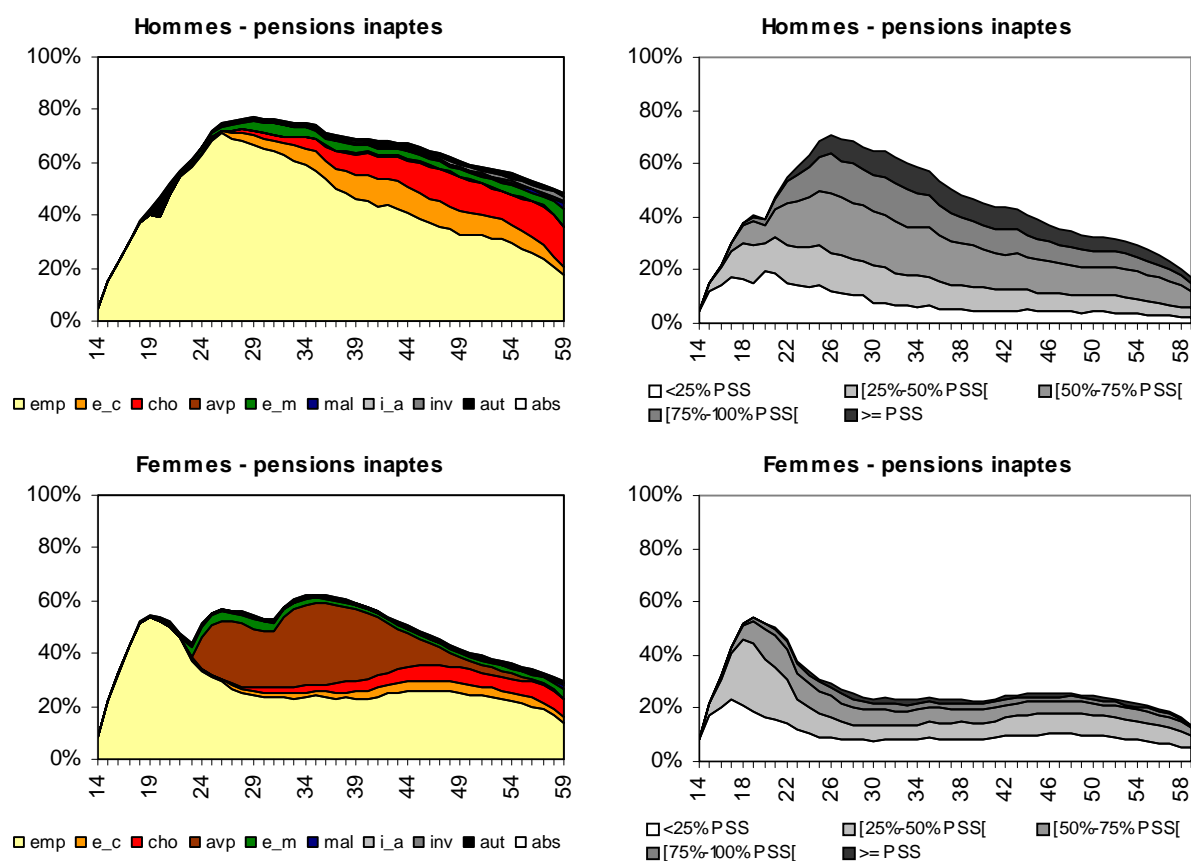 Hommes - pensions inaptes
100%
80%
60%
40%
20%
0%
14 19 24 29 34 39 44 49 54 59
emp e_c cho avp e_m mal i_a inv aut abs
Hommes - pensions inaptes
100%
80%
60%
40%
20%
0%
14 18 22 26 30 34 38 42 46 50 54 58
<25% PSS [25%-50% PSS[ [50%-75% PSS[
[75%-100% PSS[ >= PSS
Femmes - pensions inaptes
100%
80%
60%
40%
20%
0%
14 19 24 29 34 39 44 49 54 59
emp e_c cho avp e_m mal i_a inv aut abs
Femmes - pensions inaptes
100%
80%
60%
40%
20%
0%
14 18 22 26 30 34 38 42 46 50 54 58
<25% PSS [25%-50% PSS[ [50%-75% PSS[
[75%-100% PSS[ >= PSS